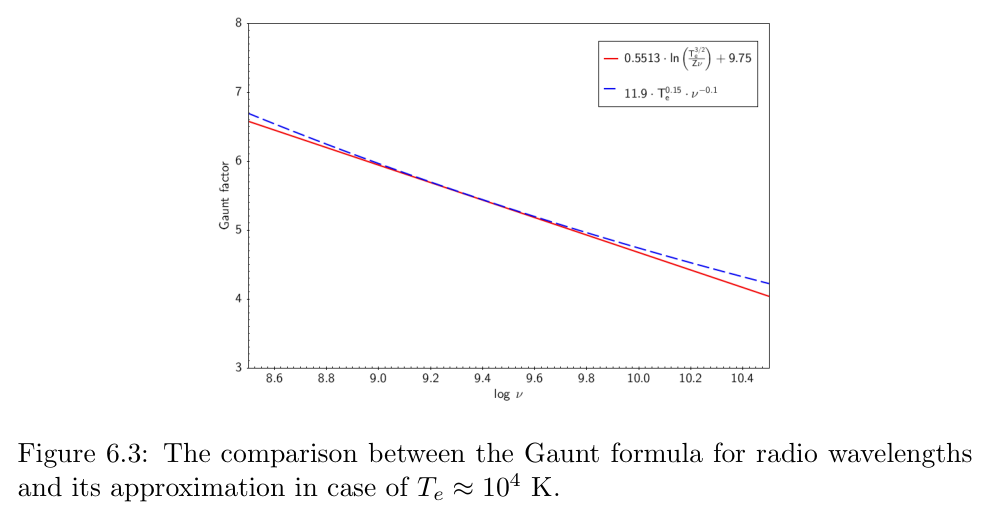 8
7
6
5
4
3
Gaunt factor
0.5513 · ln (T_e^{3/2}/Zν) + 9.75
11.9 · T_e^{0.15} · ν^{−0.1}
8.6 8.8 9.0 9.2 9.4 9.6 9.8 10.0 10.2 10.4
log ν
Figure 6.3: The comparison between the Gaunt formula for radio wavelengths
and its approximation in case of T_e ≈ 10^4 K.